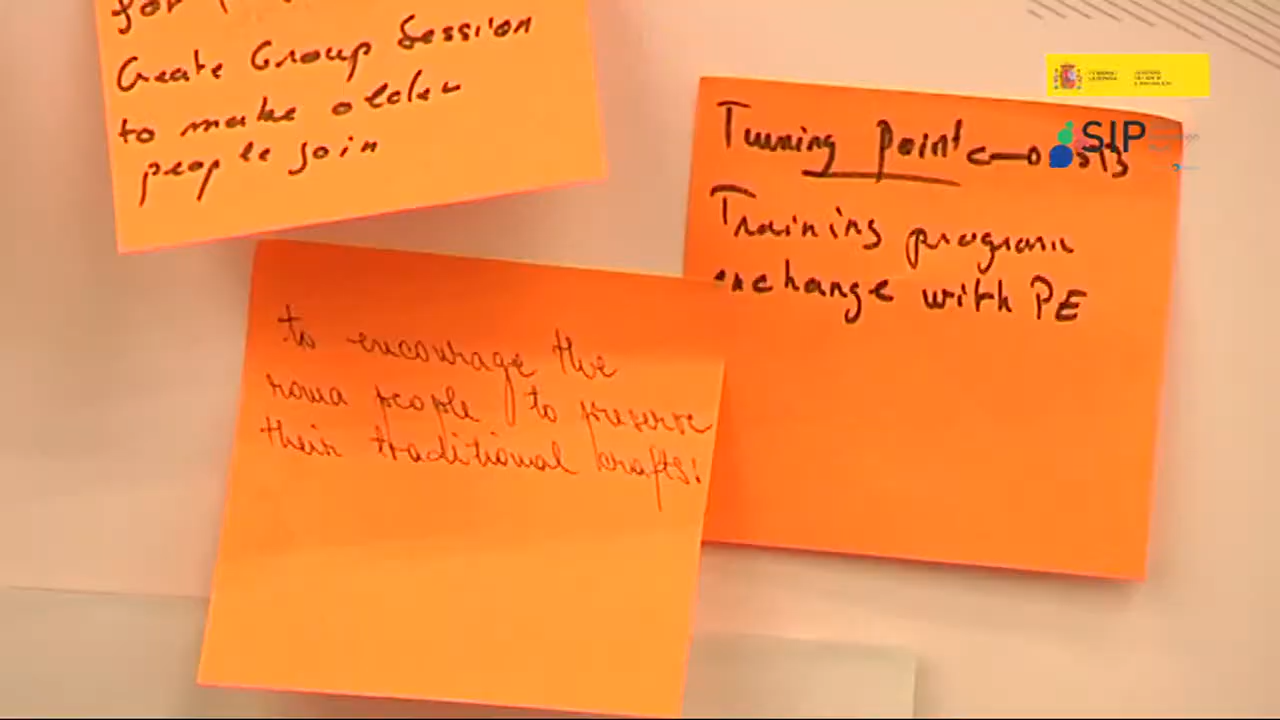 for
Create Group Session
to make older
people join
Turning point
Training program
exchange with PE
to encourage the
roma people to preserve
their traditional crafts!
SIP